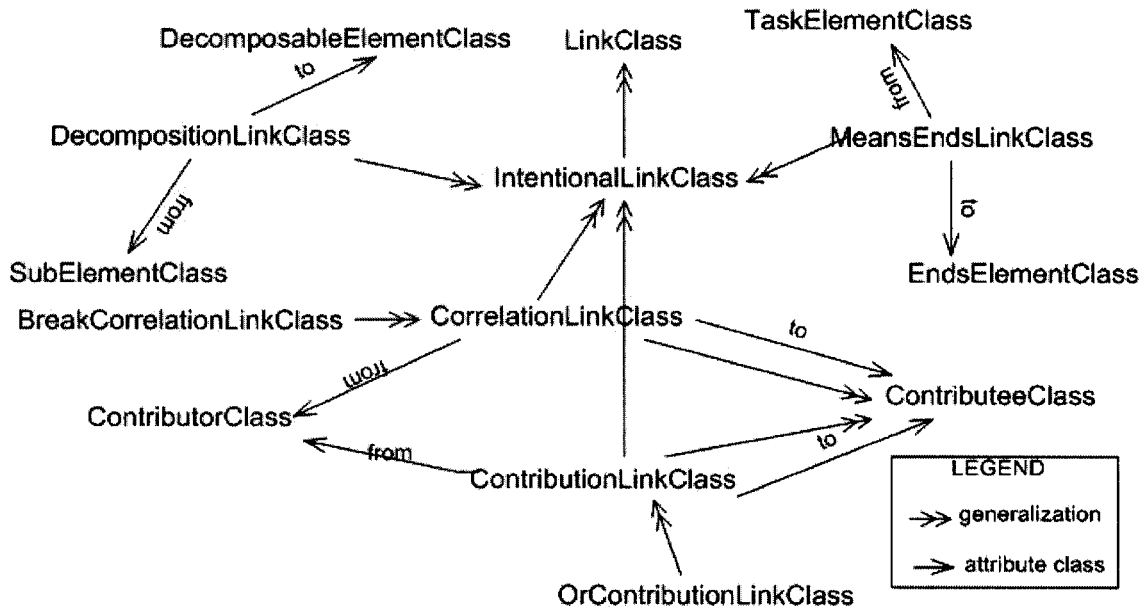 DecomposableElementClass
LinkClass
TaskElementClass
to
from
DecompositionLinkClass
MeansEndsLinkClass
IntentionalLinkClass
from
to
SubElementClass
EndsElementClass
BreakCorrelationLinkClass
CorrelationLinkClass
to
from
ContributeeClass
ContributorClass
from
to
ContributionLinkClass
LEGEND
generalization
attribute class
OrContributionLinkClass